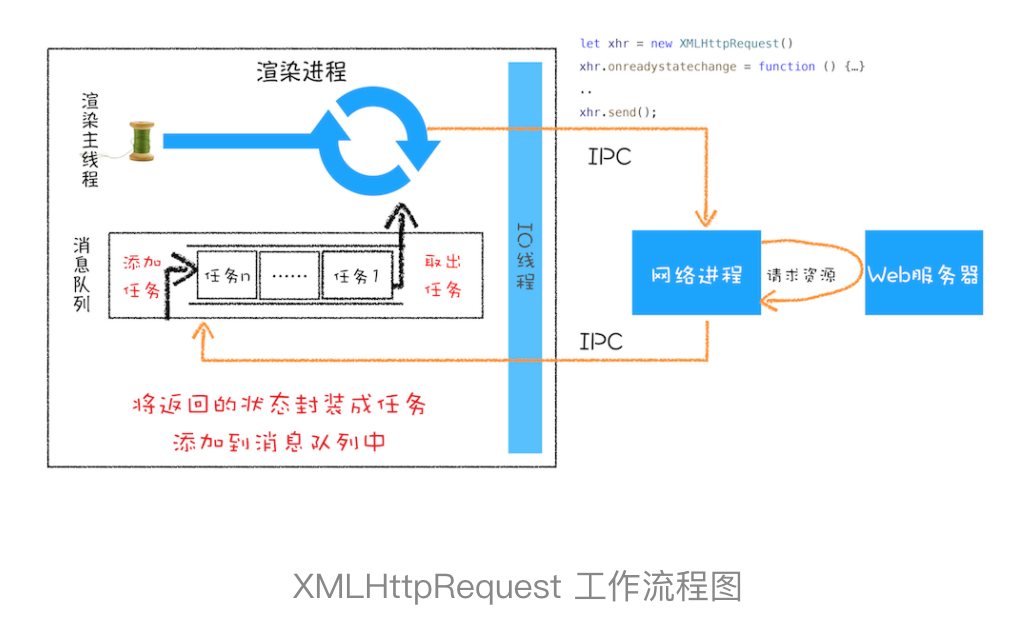 渲染进程
渲染主线程
let xhr = new XMLHttpRequest()
xhr.onreadystatechange = function () {…}
..
xhr.send();
IPC
消息队列
添加
任务
任务n
......
任务1
取出
任务
IO线程
网络进程
请求资源
Web服务器
IPC
将返回的状态封装成任务
添加到消息队列中
XMLHttpRequest 工作流程图